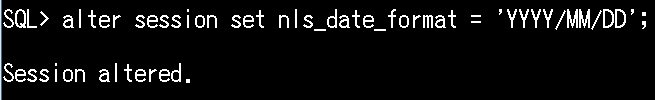 SQL> alter session set nls_date_format = 'YYYY/MM/DD';
Session altered.